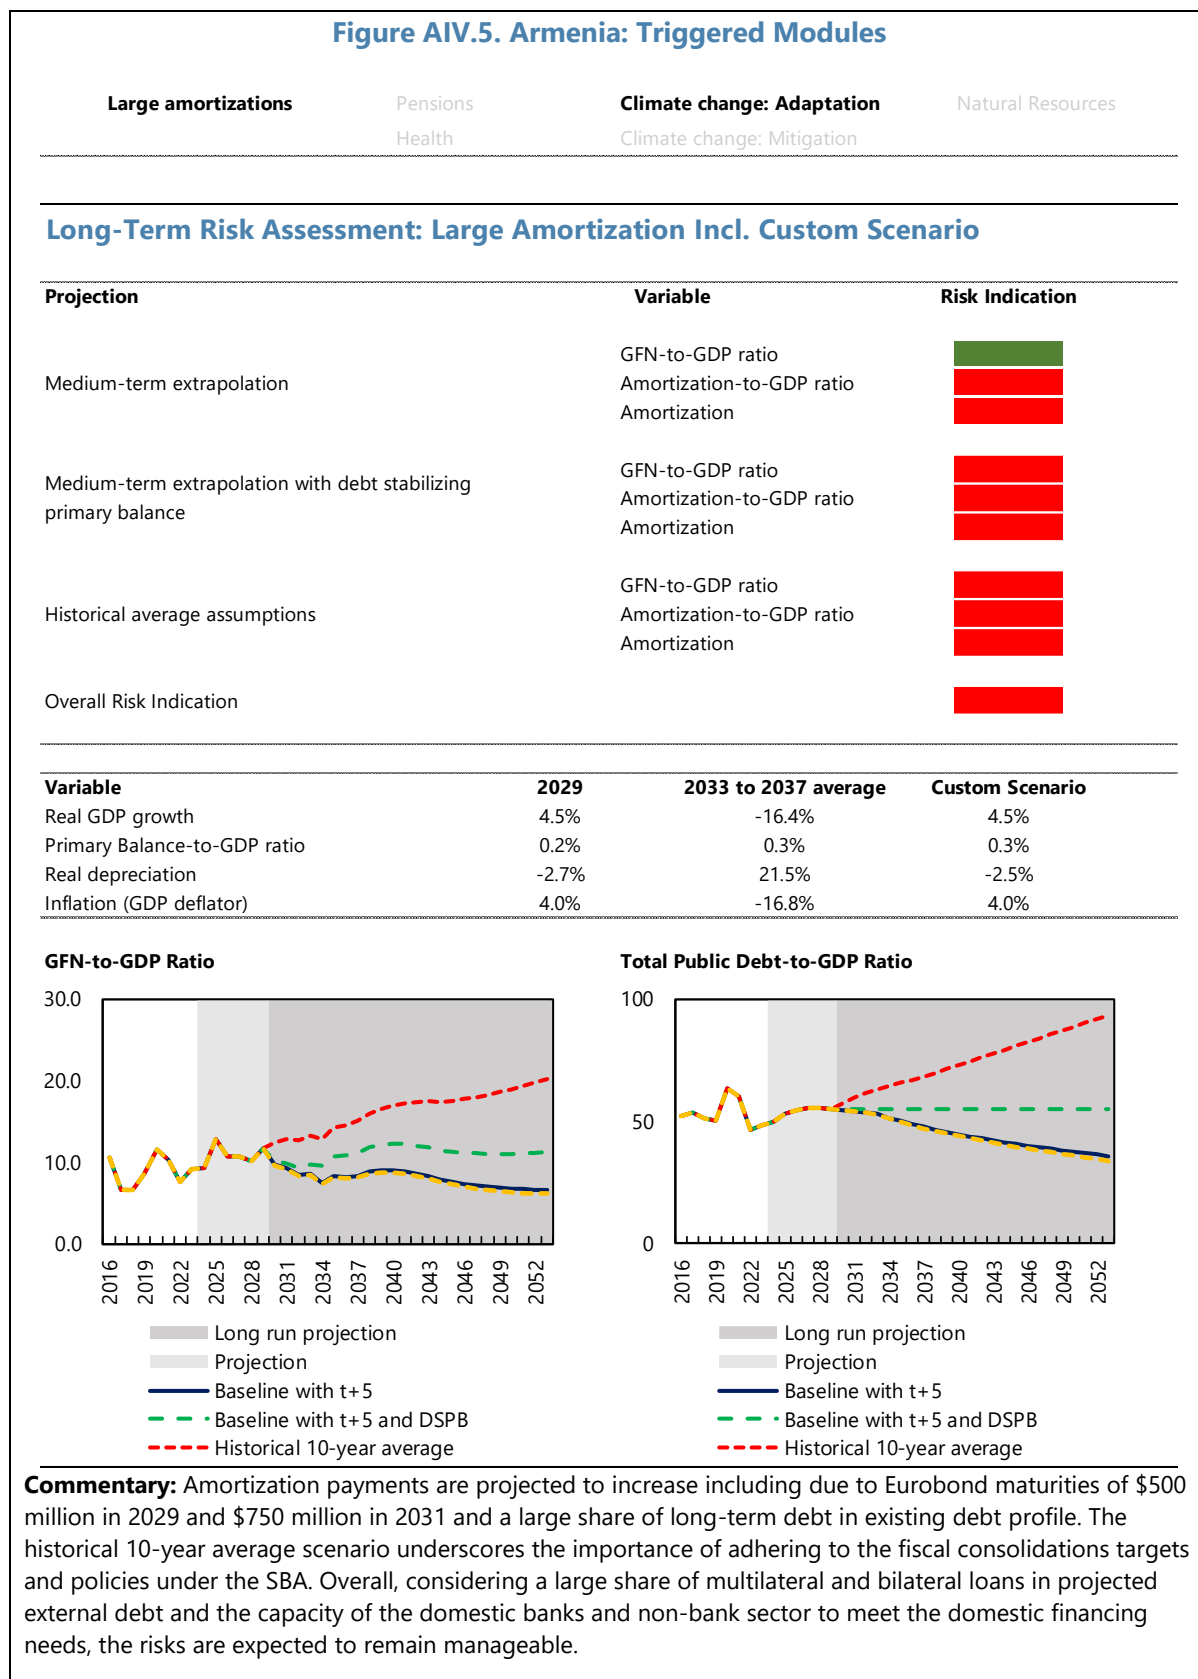 Figure AIV.5. Armenia: Triggered Modules
Large amortizations Pensions Climate change: Adaptation Natural Resources
Health Climate change: Mitigation
Long-Term Risk Assessment: Large Amortization Incl. Custom Scenario
Projection Variable Risk Indication
GFN-to-GDP ratio
Medium-term extrapolation Amortization-to-GDP ratio
Amortization
GFN-to-GDP ratio
Medium-term extrapolation with debt stabilizing
primary balance
Amortization-to-GDP ratio
Amortization
GFN-to-GDP ratio
Historical average assumptions Amortization-to-GDP ratio
Amortization
Overall Risk Indication
Variable 2029 2033 to 2037 average Custom Scenario
Real GDP growth 4.5% -16.4% 4.5%
Primary Balance-to-GDP ratio 0.2% 0.3% 0.3%
Real depreciation -2.7% 21.5% -2.5%
Inflation (GDP deflator) 4.0% -16.8% 4.0%
GFN-to-GDP Ratio
30.0
20.0
10.0
0.0
2016 2019 2022 2025 2028 2031 2034 2037 2040 2043 2046 2049 2052
Long run projection
Projection
Baseline with t+5
Baseline with t+5 and DSPB
Historical 10-year average
Total Public Debt-to-GDP Ratio
100
50
0
2016 2019 2022 2025 2028 2031 2034 2037 2040 2043 2046 2049 2052
Long run projection
Projection
Baseline with t+5
Baseline with t+5 and DSPB
Historical 10-year average
Commentary: Amortization payments are projected to increase including due to Eurobond maturities of $500
million in 2029 and $750 million in 2031 and a large share of long-term debt in existing debt profile. The
historical 10-year average scenario underscores the importance of adhering to the fiscal consolidations targets
and policies under the SBA. Overall, considering a large share of multilateral and bilateral loans in projected
external debt and the capacity of the domestic banks and non-bank sector to meet the domestic financing
needs, the risks are expected to remain manageable.